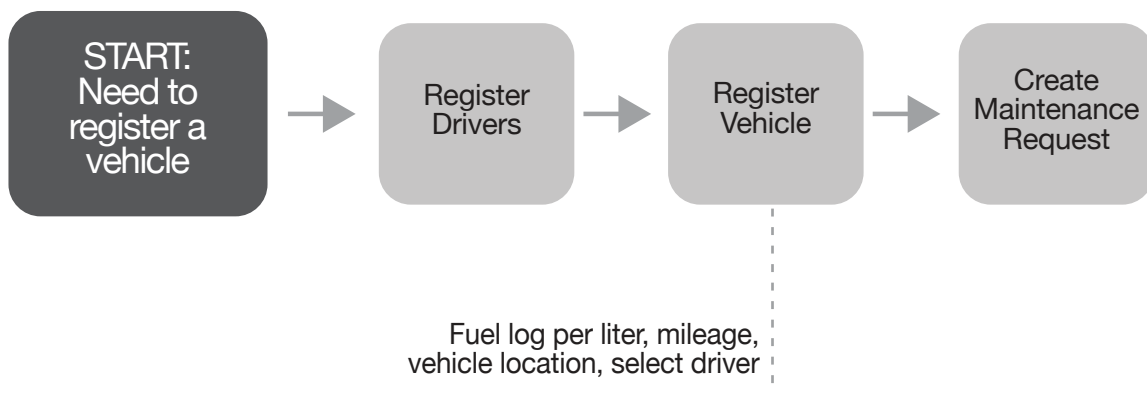 START:
Need to
register a
vehicle
Register
Drivers
Register
Vehicle
Create
Maintenance
Request
Fuel log per liter, mileage,
vehicle location, select driver